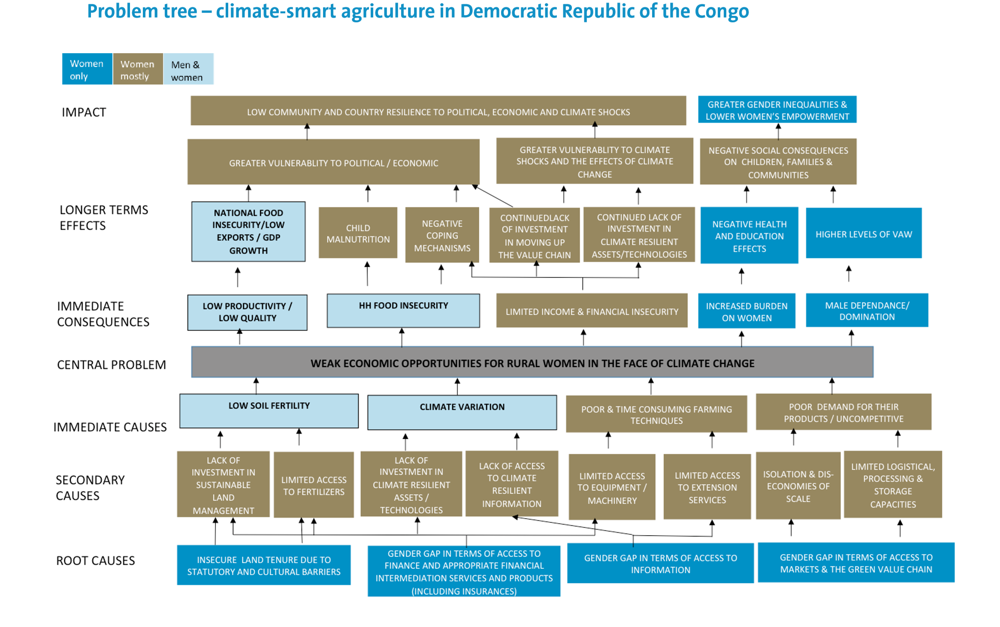 Problem tree – climate-smart agriculture in Democratic Republic of the Congo
Women
only
Women
mostly
Men &
women
IMPACT
LOW COMMUNITY AND COUNTRY RESILIENCE TO POLITICAL, ECONOMIC AND CLIMATE SHOCKS
GREATER GENDER INEQUALITIES &
LOWER WOMEN'S EMPOWERMENT
GREATER VULNERABLITY TO POLITICAL / ECONOMIC
GREATER VULNERABLITY TO CLIMATE
SHOCKS AND THE EFFECTS OF CLIMATE
CHANGE
NEGATIVE SOCIAL CONSEQUENCES
ON CHILDREN, FAMILIES &
COMMUNITIES
LONGER TERMS
EFFECTS
NATIONAL FOOD
INSECURITY/LOW
EXPORTS / GDP
GROWTH
CHILD
MALNUTRITION
NEGATIVE
COPING
MECHANISMS
CONTINUEDLACK
OF INVESTMENT
IN MOVING UP
THE VALUE CHAIN
CONTINUED LACK OF
INVESTMENT IN
CLIMATE RESILIENT
ASSETS/TECHNOLOGIES
NEGATIVE HEALTH
AND EDUCATION
EFFECTS
HIGHER LEVELS OF VAW
IMMEDIATE
CONSEQUENCES
LOW PRODUCTIVITY /
LOW QUALITY
HH FOOD INSECURITY
LIMITED INCOME & FINANCIAL INSECURITY
INCREASED BURDEN
ON WOMEN
MALE DEPENDANCE/
DOMINATION
CENTRAL PROBLEM
WEAK ECONOMIC OPPORTUNITIES FOR RURAL WOMEN IN THE FACE OF CLIMATE CHANGE
IMMEDIATE CAUSES
LOW SOIL FERTILITY
CLIMATE VARIATION
POOR & TIME CONSUMING FARMING
TECHNIQUES
POOR DEMAND FOR THEIR
PRODUCTS / UNCOMPETITIVE
SECONDARY
CAUSES
LACK OF
INVESTMENT IN
SUSTAINABLE
LAND
MANAGEMENT
LIMITED ACCESS
TO FERTILIZERS
LACK OF
INVESTMENT IN
CLIMATE RESILIENT
ASSETS /
TECHNOLOGIES
LACK OF ACCESS
TO CLIMATE
RESILIENT
INFORMATION
LIMITED ACCESS
TO EQUIPMENT /
MACHINERY
LIMITED ACCESS
TO EXTENSION
SERVICES
ISOLATION & DIS-
ECONOMIES OF
SCALE
LIMITED LOGISTICAL,
PROCESSING &
STORAGE
CAPACITIES
ROOT CAUSES
INSECURE LAND TENURE DUE TO
STATUTORY AND CULTURAL BARRIERS
GENDER GAP IN TERMS OF ACCESS TO
FINANCE AND APPROPRIATE FINANCIAL
INTERMEDIATION SERVICES AND PRODUCTS
(INCLUDING INSURANCES)
GENDER GAP IN TERMS OF ACCESS TO
INFORMATION
GENDER GAP IN TERMS OF ACCESS TO
MARKETS & THE GREEN VALUE CHAIN